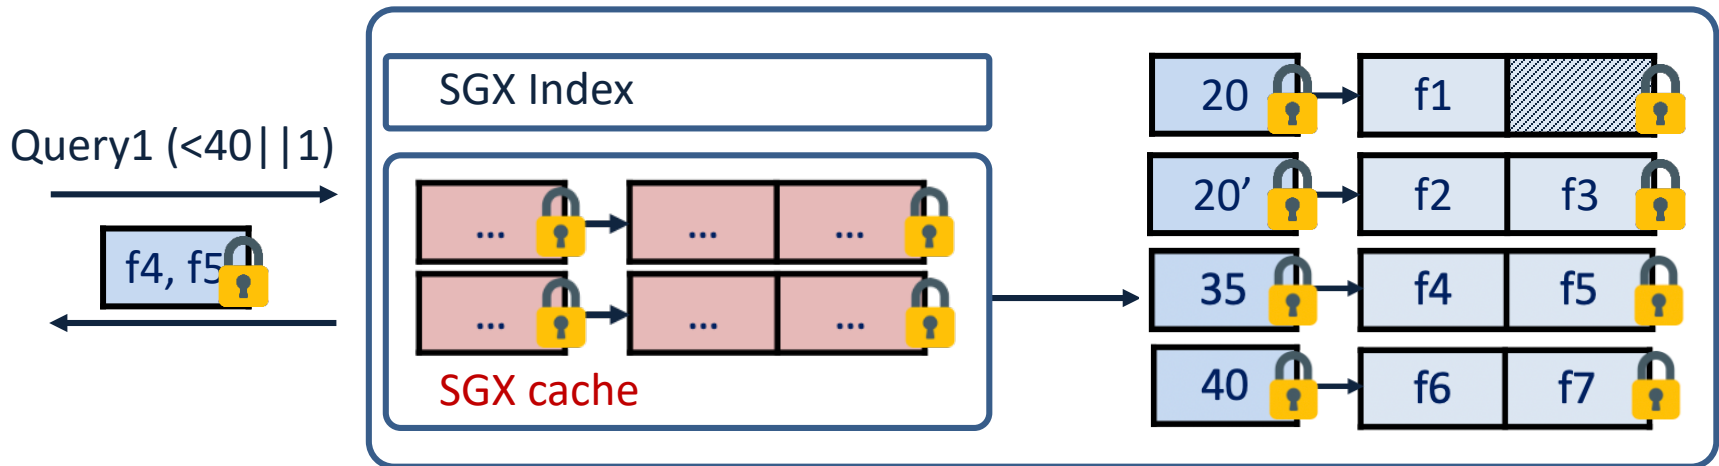 Query1 (<40||1)
f4, f5
SGX Index
... ... ...
... ... ...
SGX cache
20 f1
20’ f2 f3
35 f4 f5
40 f6 f7